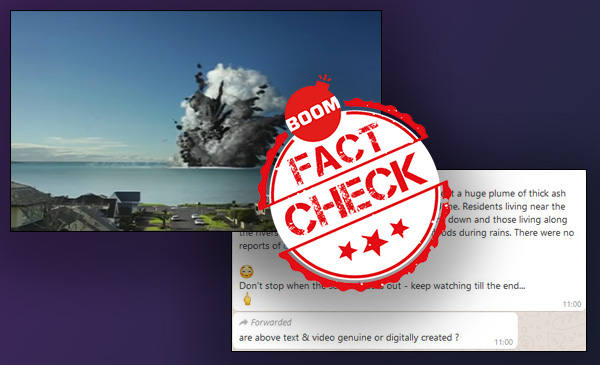 BOOM
FACT
CHECK
t a huge plume of thick ash
ne. Residents living near the
down and those living along
the rivers ods during rains. There were no
reports of
Don't stop when the out - keep watching till the end...
11:00
Forwarded
are above text & video genuine or digitally created ?
11:00